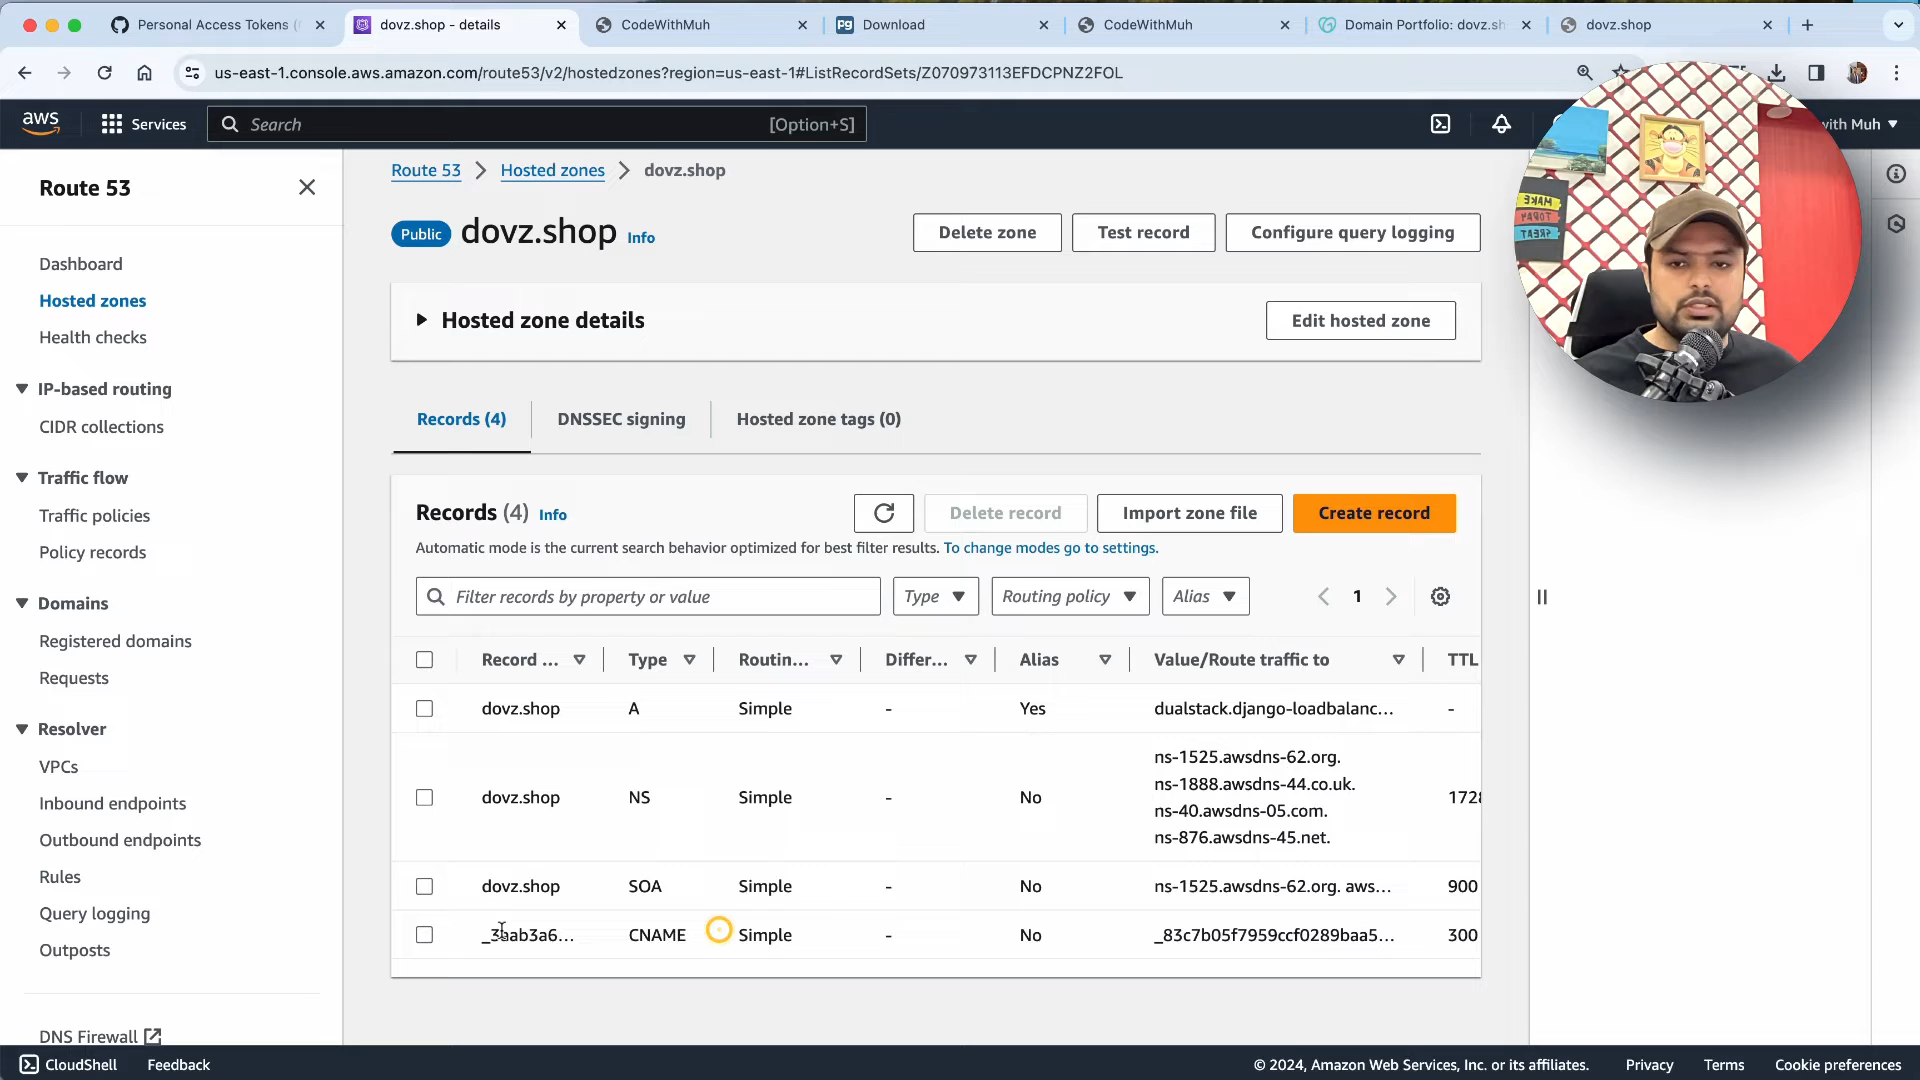 Personal Access Tokens (
dovz.shop - details
CodeWithMuh
pg
Download
CodeWithMuh
Domain Portfolio: dovz.sh
dovz.shop
us-east-1.console.aws.amazon.com/route53/v2/hostedzones?region=us-east-1#ListRecordSets/Z070973113EFDCPNZ2FOL
aws
Services
Search
[Option+S]
with Muh
MAKE
TODAY
GREAT
Route 53
Route 53
Hosted zones
dovz.shop
Public
dovz.shop
Info
Delete zone
Test record
Configure query logging
Dashboard
Hosted zones
Health checks
IP-based routing
CIDR collections
Traffic flow
Traffic policies
Policy records
Domains
Registered domains
Requests
Resolver
VPCs
Inbound endpoints
Outbound endpoints
Rules
Query logging
Outposts
DNS Firewall
Hosted zone details
Edit hosted zone
Records (4)
DNSSEC signing
Hosted zone tags (0)
Records (4)
Info
Delete record
Import zone file
Create record
Automatic mode is the current search behavior optimized for best filter results. To change modes go to settings.
Filter records by property or value
Type
Routing policy
Alias
1
Record ...
Type
Routin...
Differ...
Alias
Value/Route traffic to
TTL
dovz.shop
A
Simple
-
Yes
dualstack.django-loadbalanc...
-
dovz.shop
NS
Simple
-
No
ns-1525.awsdns-62.org.
ns-1888.awsdns-44.co.uk.
ns-40.awsdns-05.com.
ns-876.awsdns-45.net.
1728
dovz.shop
SOA
Simple
-
No
ns-1525.awsdns-62.org. aws...
900
CNAME
Simple
-
No
_83c7b05f7959ccf0289baa5...
300
CloudShell
Feedback
© 2024, Amazon Web Services, Inc. or its affiliates.
Privacy
Terms
Cookie preferences